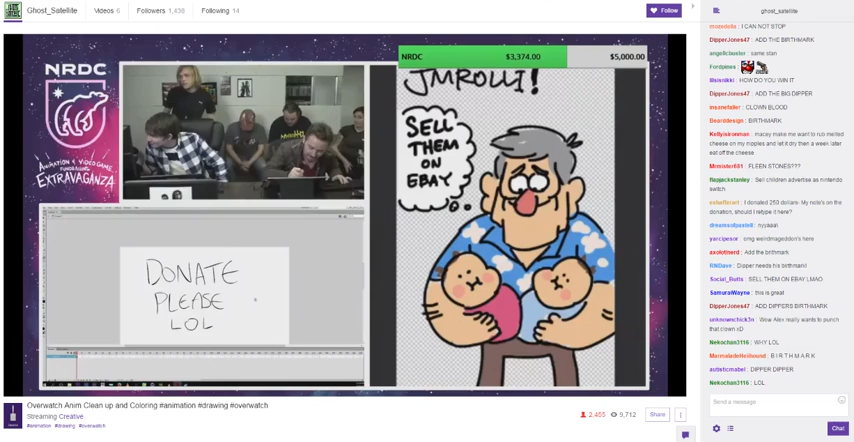 Ghost_Satellite
Videos 6
Followers 1,438
Following 14
Follow
ghost_satellite
NRDC
ANIMATION & VIDEO GAME
FUNDRAISING
EXTRAVAGANZA
NRDC $3,374.00 $5,000.00
JMROLLI!
SELL
THEM
ON
EBAY
DONATE
PLEASE
LOL
mozedella : I CAN NOT STOP
DipperJones47 : ADD THE BIRTHMARK
angelclauster : same stan
Fordpines :
lilsisnikki : HOW DO YOU WIN IT
DipperJones47 : ADD THE BIG DIPPER
insanefaller : CLOWN BLOOD
Bearddesign : BIRTHMARK
Kellyisironman : macey make me want to rub melted
cheese on my nipples and let it dry then a week later
eat off the cheese
Mrmister681 : FLEEN STONES???
flapjackstanley : Sell children advertise as nintendo
switch
: I donated 250 dollars- My note's on the
donation, should I retype it here?
: nyaaah
yarcipesor : omg weirdmageddon's here
axolotlnerd : Add the birthmark
RNDave : Dipper needs his birthmark!
Social_Butts : SELL THEM ON EBAY LMAO
SamuraiWayne : this is great
DipperJones47 : ADD DIPPERS BIRTHMARK
unknownchick3n : Wow Alex really wants to punch
that clown xD
Nekochan3116 : WHY LOL
MarmaladeHellhound : B I R T H M A R K
autisticmabel : DIPPER DIPPER
Nekochan3116 : LOL
Send a message
Chat
Overwatch Anim Clean up and Coloring #animation #drawing #overwatch
Streaming Creative
#animation #drawing #overwatch
2,455
9,712
Share